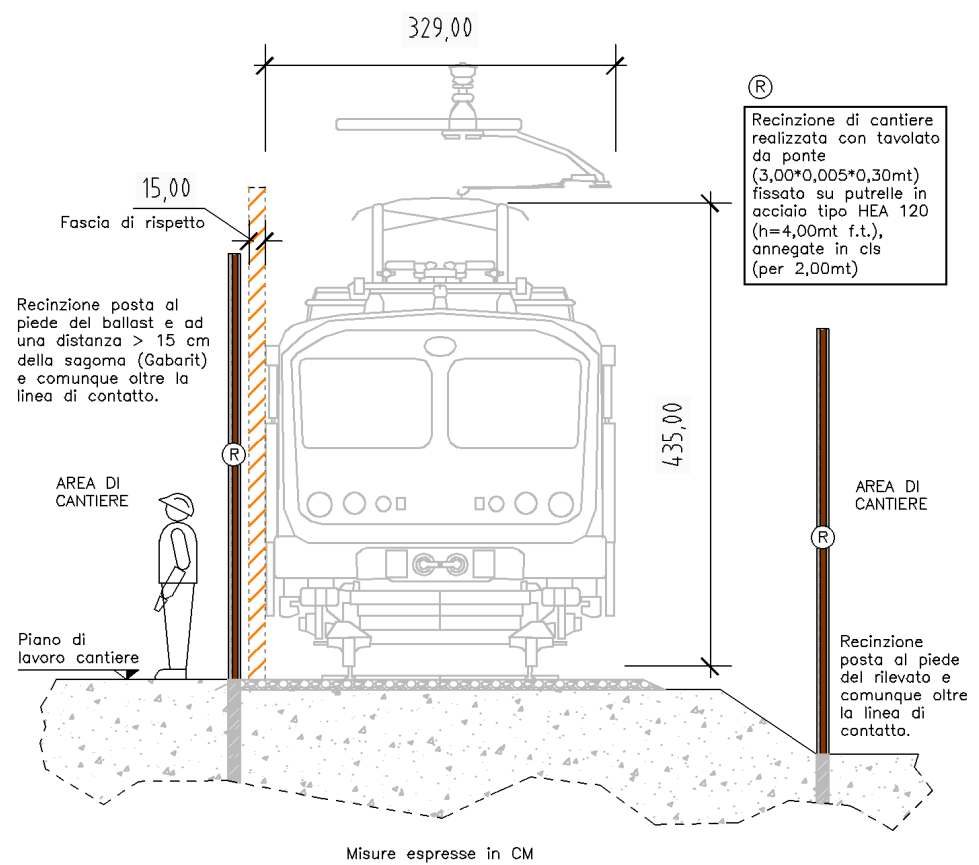 329,00
R
Recinzione di cantiere
realizzata con tavolato
da ponte
(3,00*0,005*0,30mt)
fissato su putrelle in
acciaio tipo HEA 120
(h=4,00mt f.t.),
annegate in cls
(per 2,00mt)
15,00
Fascia di rispetto
Recinzione posta al
piede del ballast e ad
una distanza > 15 cm
della sagoma (Gabarit)
e comunque oltre la
linea di contatto.
435,00
R
AREA DI
CANTIERE
AREA DI
CANTIERE
R
Piano di
lavoro cantiere
Recinzione
posta al piede
del rilevato e
comunque oltre
la linea di
contatto.
Misure espresse in CM